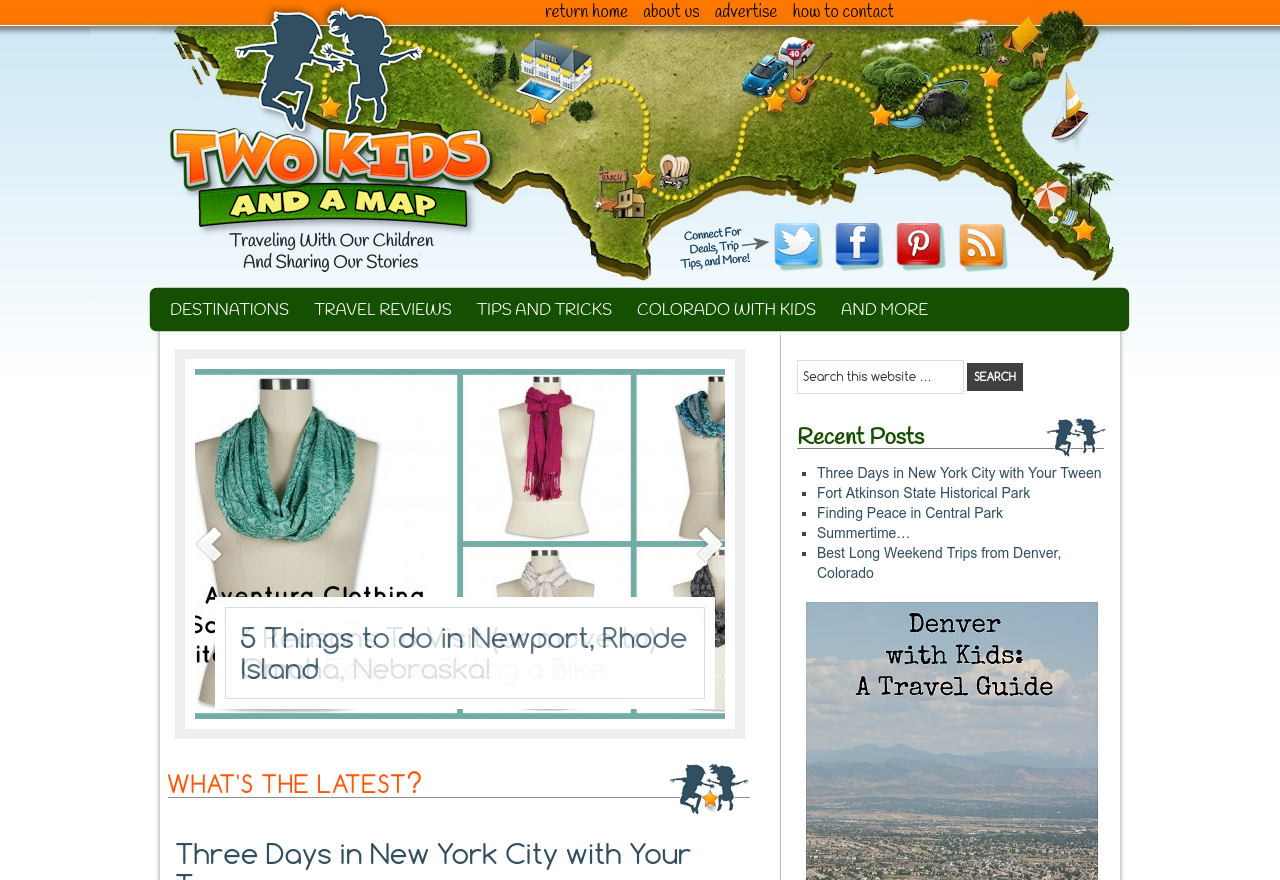 return home about us advertise how to contact
MOTEL
40
RANCH
TWO KIDS
AND A MAP
Traveling With Our Children
And Sharing Our Stories
Connect For
Deals, Trip
Tips, and More!
DESTINATIONS TRAVEL REVIEWS TIPS AND TRICKS COLORADO WITH KIDS AND MORE
Aventura Clothing
5 Things to do in Newport, Rhode
Island
Search this website …
SEARCH
Recent Posts
Three Days in New York City with Your Tween
Fort Atkinson State Historical Park
Finding Peace in Central Park
Summertime…
Best Long Weekend Trips from Denver,
Colorado
Denver
with Kids:
A Travel Guide
WHAT'S THE LATEST?
Three Days in New York City with Your